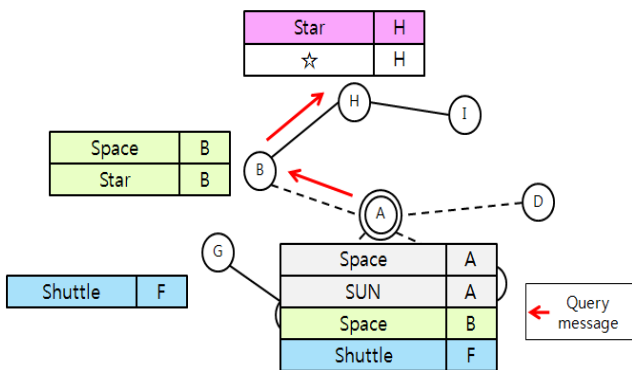 Star H
☆ H
H
I
Space B
Star B
B
A
D
G
Space A
SUN A
Space B
Shuttle F
Shuttle F
Query
message